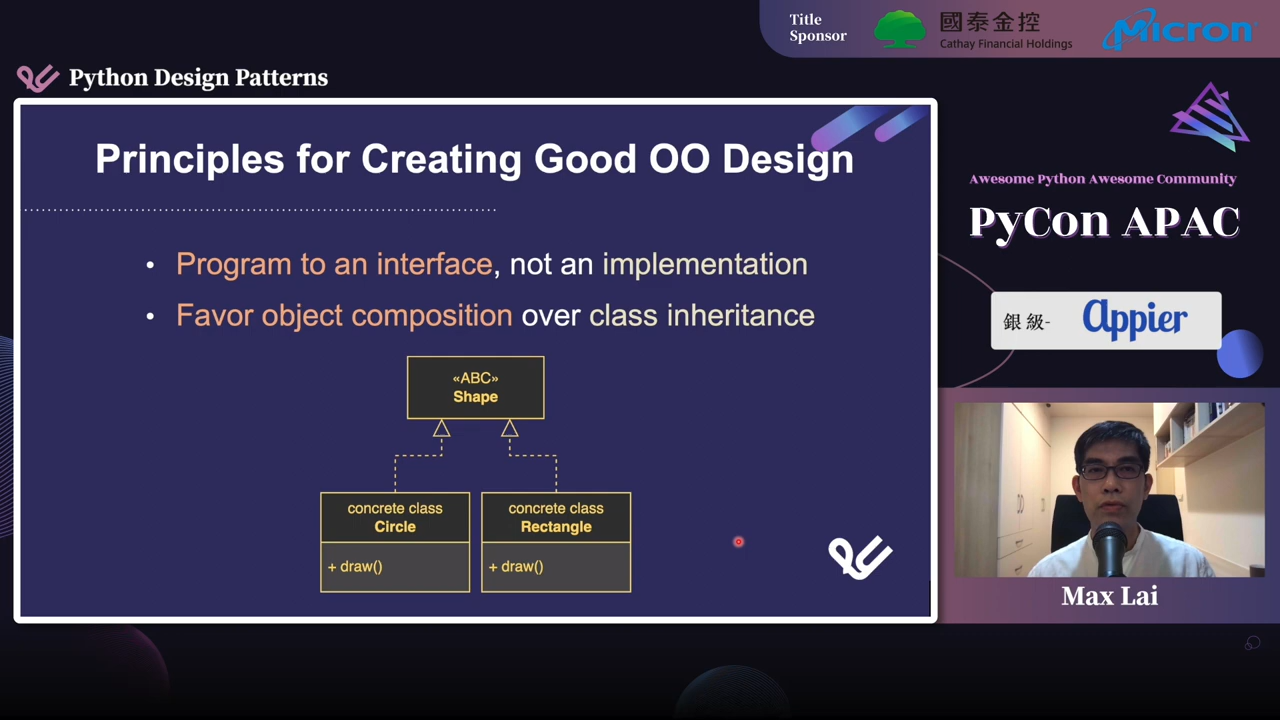 Title
Sponsor
國泰金控
Cathay Financial Holdings
Micron
Python Design Patterns
Principles for Creating Good OO Design
• Program to an interface, not an implementation
• Favor object composition over class inheritance
«ABC»
Shape
concrete class
Circle
+ draw()
concrete class
Rectangle
+ draw()
Awesome Python Awesome Community
PyCon APAC
銀級-
Appier
Max Lai